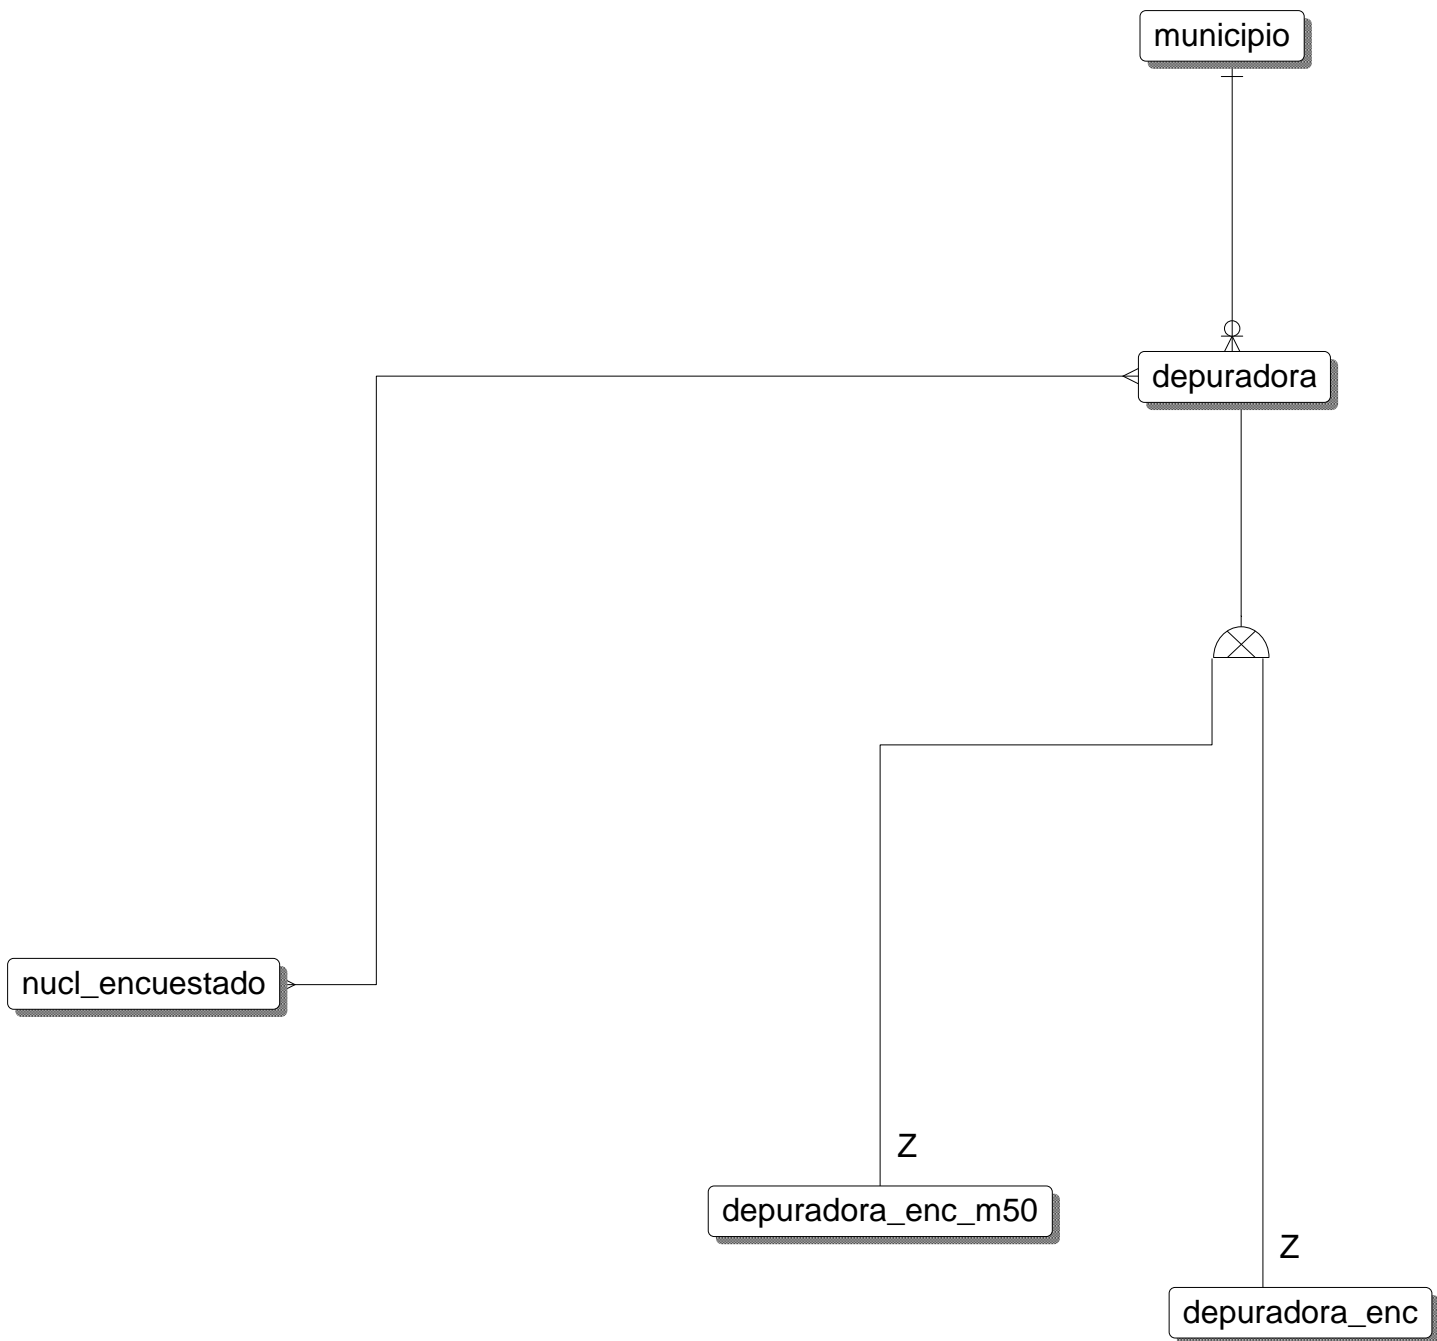 municipio
depuradora
nucl_encuestado
Z
depuradora_enc_m50
Z
depuradora_enc